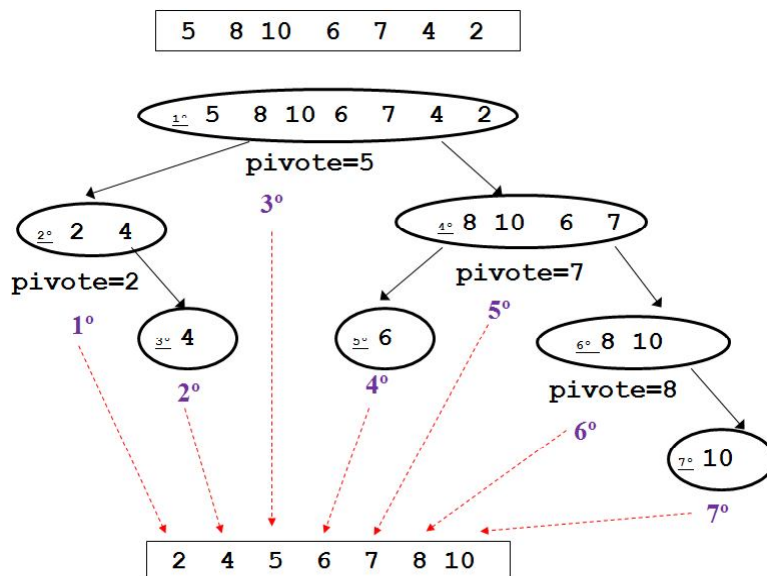 5 8 10 6 7 4 2
1º 5 8 10 6 7 4 2
pivote=5
3º
2º 2 4
4º 8 10 6 7
pivote=2
pivote=7
1º
5º
3º 4
5º 6
6º 8 10
2º
4º
pivote=8
6º
7º 10
7º
2 4 5 6 7 8 10